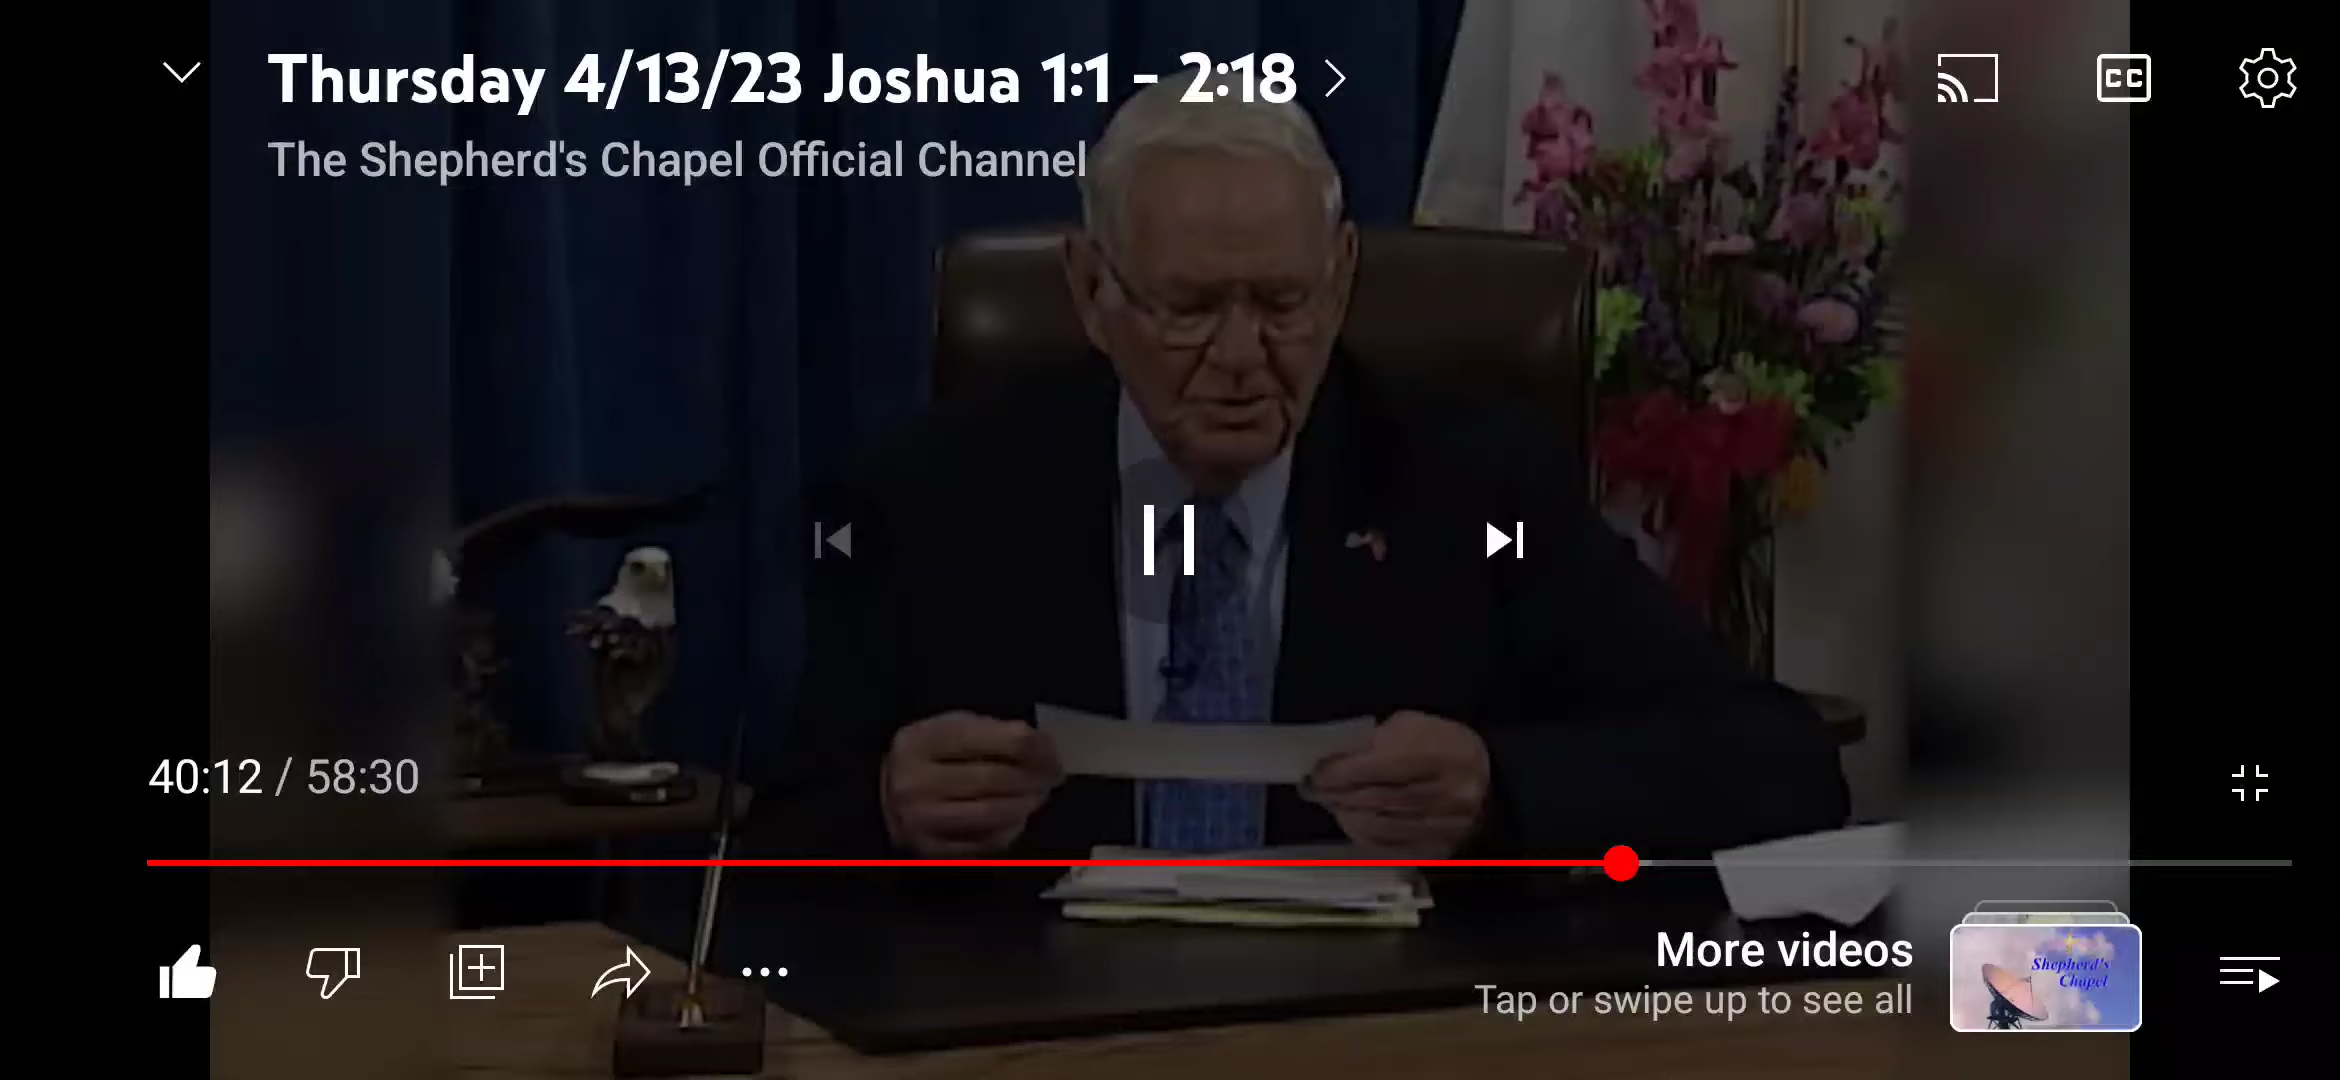 Thursday 4/13/23 Joshua 1:1 - 2:18
The Shepherd's Chapel Official Channel
CC
40:12 / 58:30
More videos
Tap or swipe up to see all
Shepherd's
Chapel